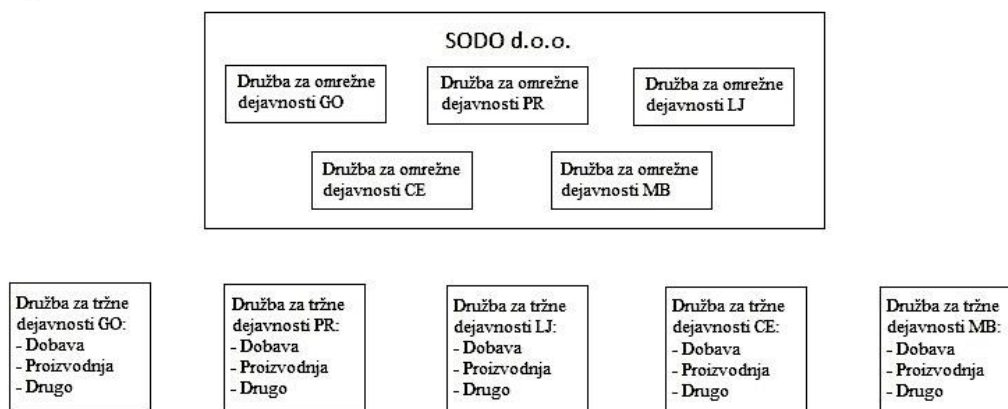 SODO d.o.o.
Družba za omrežne
dejavnosti GO
Družba za omrežne
dejavnosti PR
Družba za omrežne
dejavnosti LJ
Družba za omrežne
dejavnosti CE
Družba za omrežne
dejavnosti MB
Družba za tržne
dejavnosti GO:
- Dobava
- Proizvodnja
- Drugo
Družba za tržne
dejavnosti PR:
- Dobava
- Proizvodnja
- Drugo
Družba za tržne
dejavnosti LJ:
- Dobava
- Proizvodnja
- Drugo
Družba za tržne
dejavnosti CE:
- Dobava
- Proizvodnja
- Drugo
Družba za tržne
dejavnosti MB:
- Dobava
- Proizvodnja
- Drugo